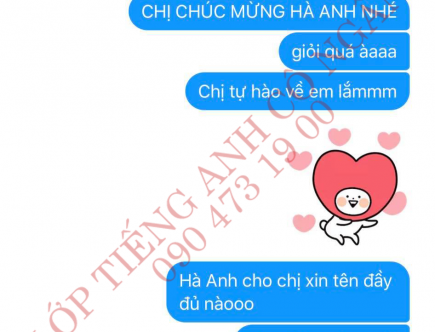 CHỊ CHÚC MỪNG HÀ ANH NHÉ
giỏi quá àaaa
Chị tự hào về em lắmmm
Hà Anh cho chị xin tên đầy
đủ nàooo
LỚP TIẾNG ANH CÔ NGA
090 473 19 00